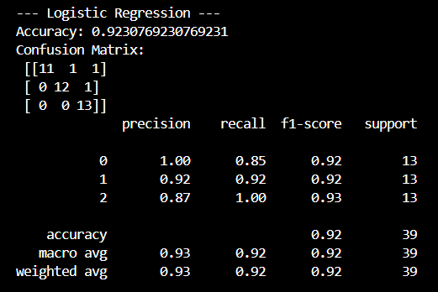 --- Logistic Regression ---
Accuracy: 0.9230769230769231
Confusion Matrix:
[[11  1  1]
[ 0 12  1]
[ 0  0 13]]
precision    recall  f1-score   support
0       1.00      0.85      0.92        13
1       0.92      0.92      0.92        13
2       0.87      1.00      0.93        13
accuracy                           0.92        39
macro avg       0.93      0.92      0.92        39
weighted avg       0.93      0.92      0.92        39